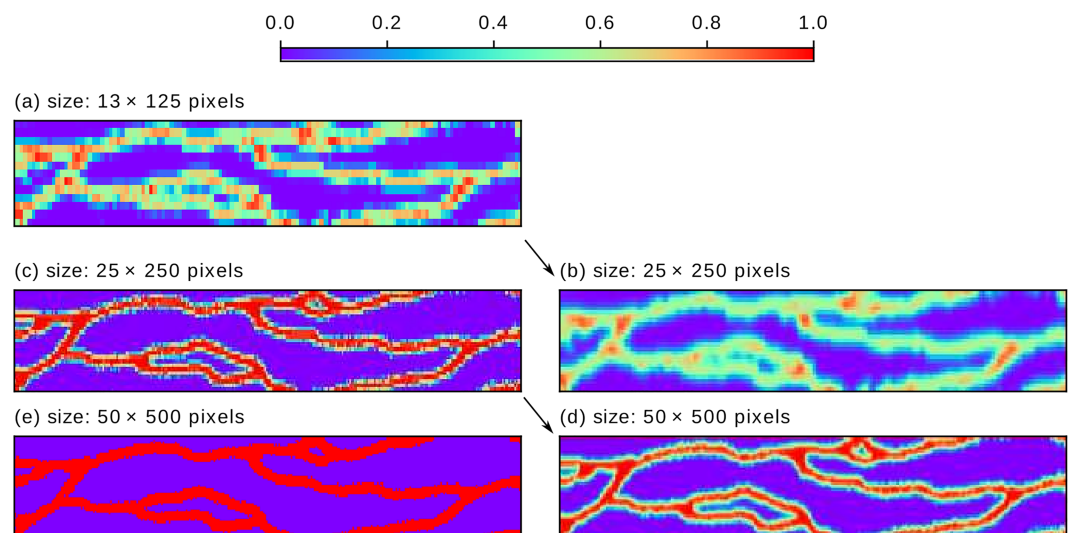 0.0 0.2 0.4 0.6 0.8 1.0
(a) size: 13 × 125 pixels
(c) size: 25 × 250 pixels
(b) size: 25 × 250 pixels
(e) size: 50 × 500 pixels
(d) size: 50 × 500 pixels